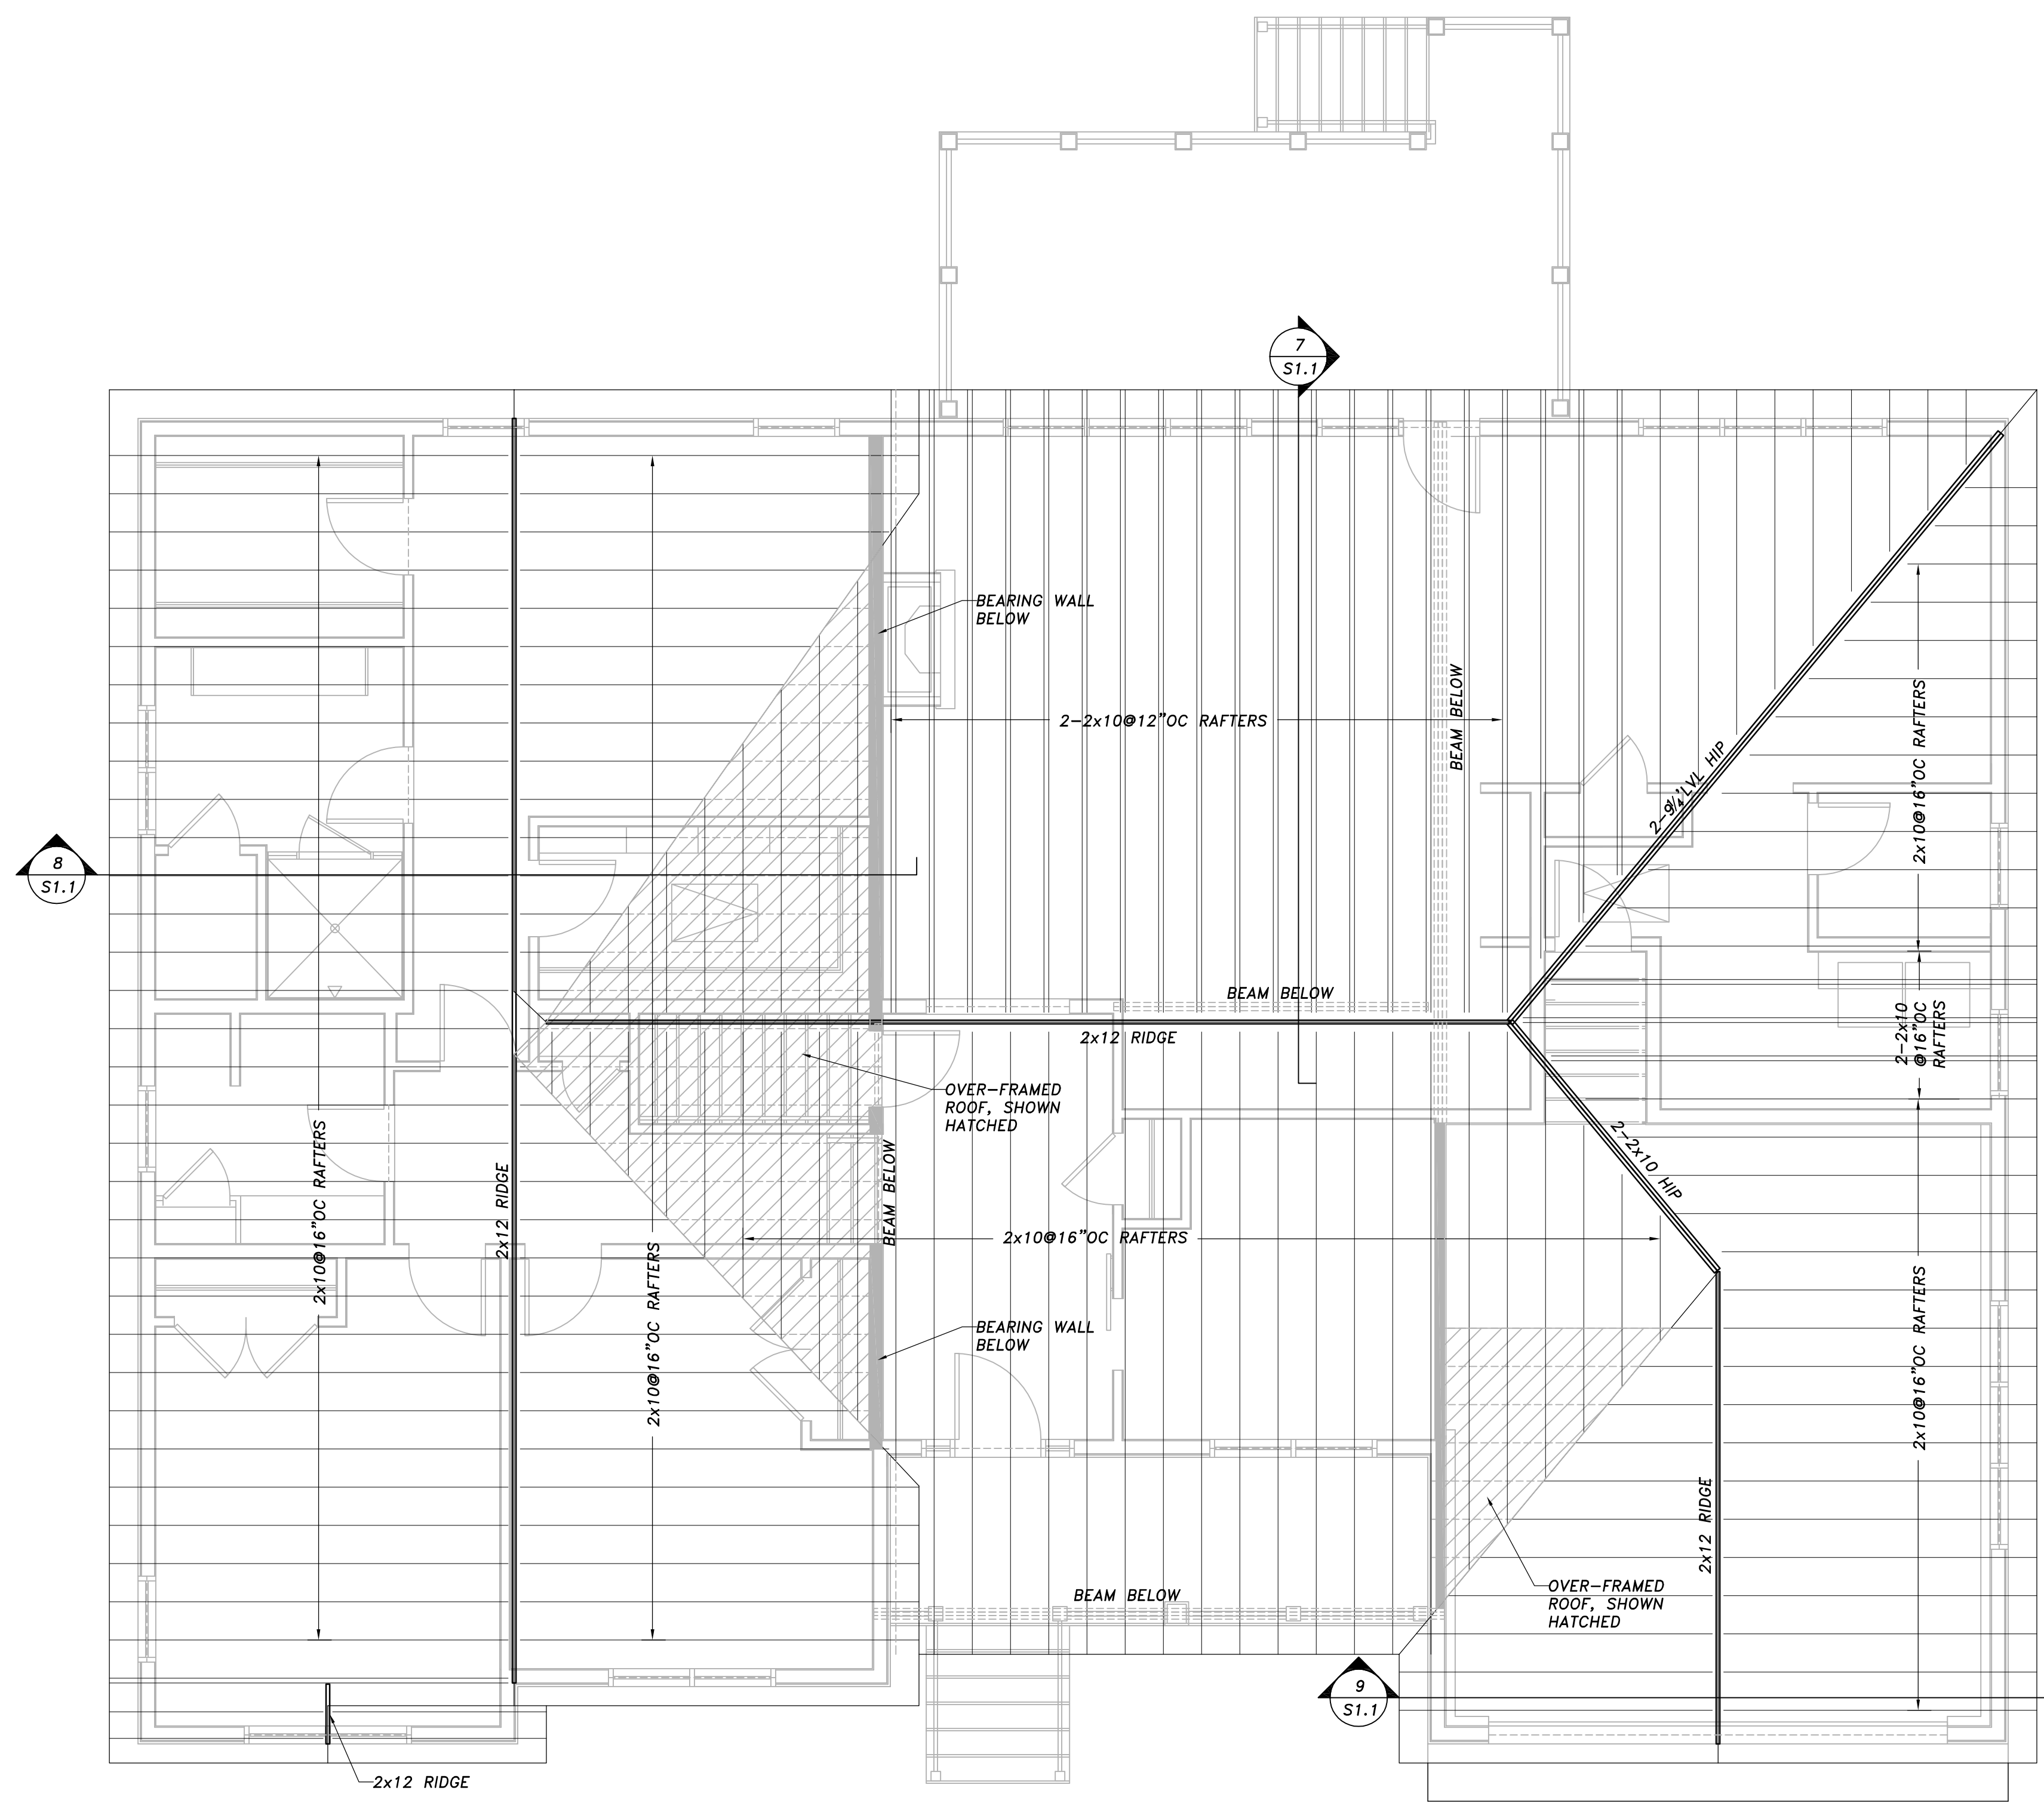 7
S1.1
BEARING WALL
BELOW
BEAM BELOW
2-2x10@12"OC RAFTERS
2x10@16"OC RAFTERS
2-9¼'LVL HIP
8
S1.1
BEAM BELOW
2x12 RIDGE
2-2x10
@16"OC
RAFTERS
OVER-FRAMED
ROOF, SHOWN
HATCHED
2x10@16"OC RAFTERS
2x12 RIDGE
2x10@16"OC RAFTERS
BEAM BELOW
2-2x10 HIP
2x10@16"OC RAFTERS
BEARING WALL
BELOW
2x10@16"OC RAFTERS
2x12 RIDGE
BEAM BELOW
OVER-FRAMED
ROOF, SHOWN
HATCHED
9
S1.1
2x12 RIDGE